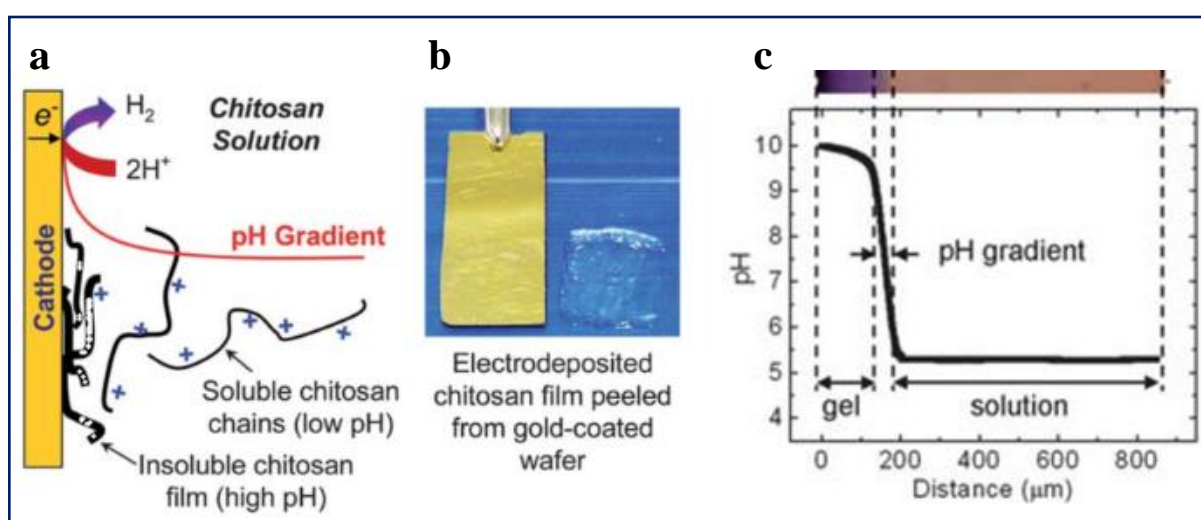 a
e⁻
H₂
Chitosan
Solution
2H⁺
pH Gradient
Cathode
+
+
+
+
+
+
+
+
Soluble chitosan
chains (low pH)
Insoluble chitosan
film (high pH)
b
Electrodeposited
chitosan film peeled
from gold-coated
wafer
c
10
9
8
7
6
5
4
pH
pH gradient
gel
solution
0 200 400 600 800
Distance (μm)